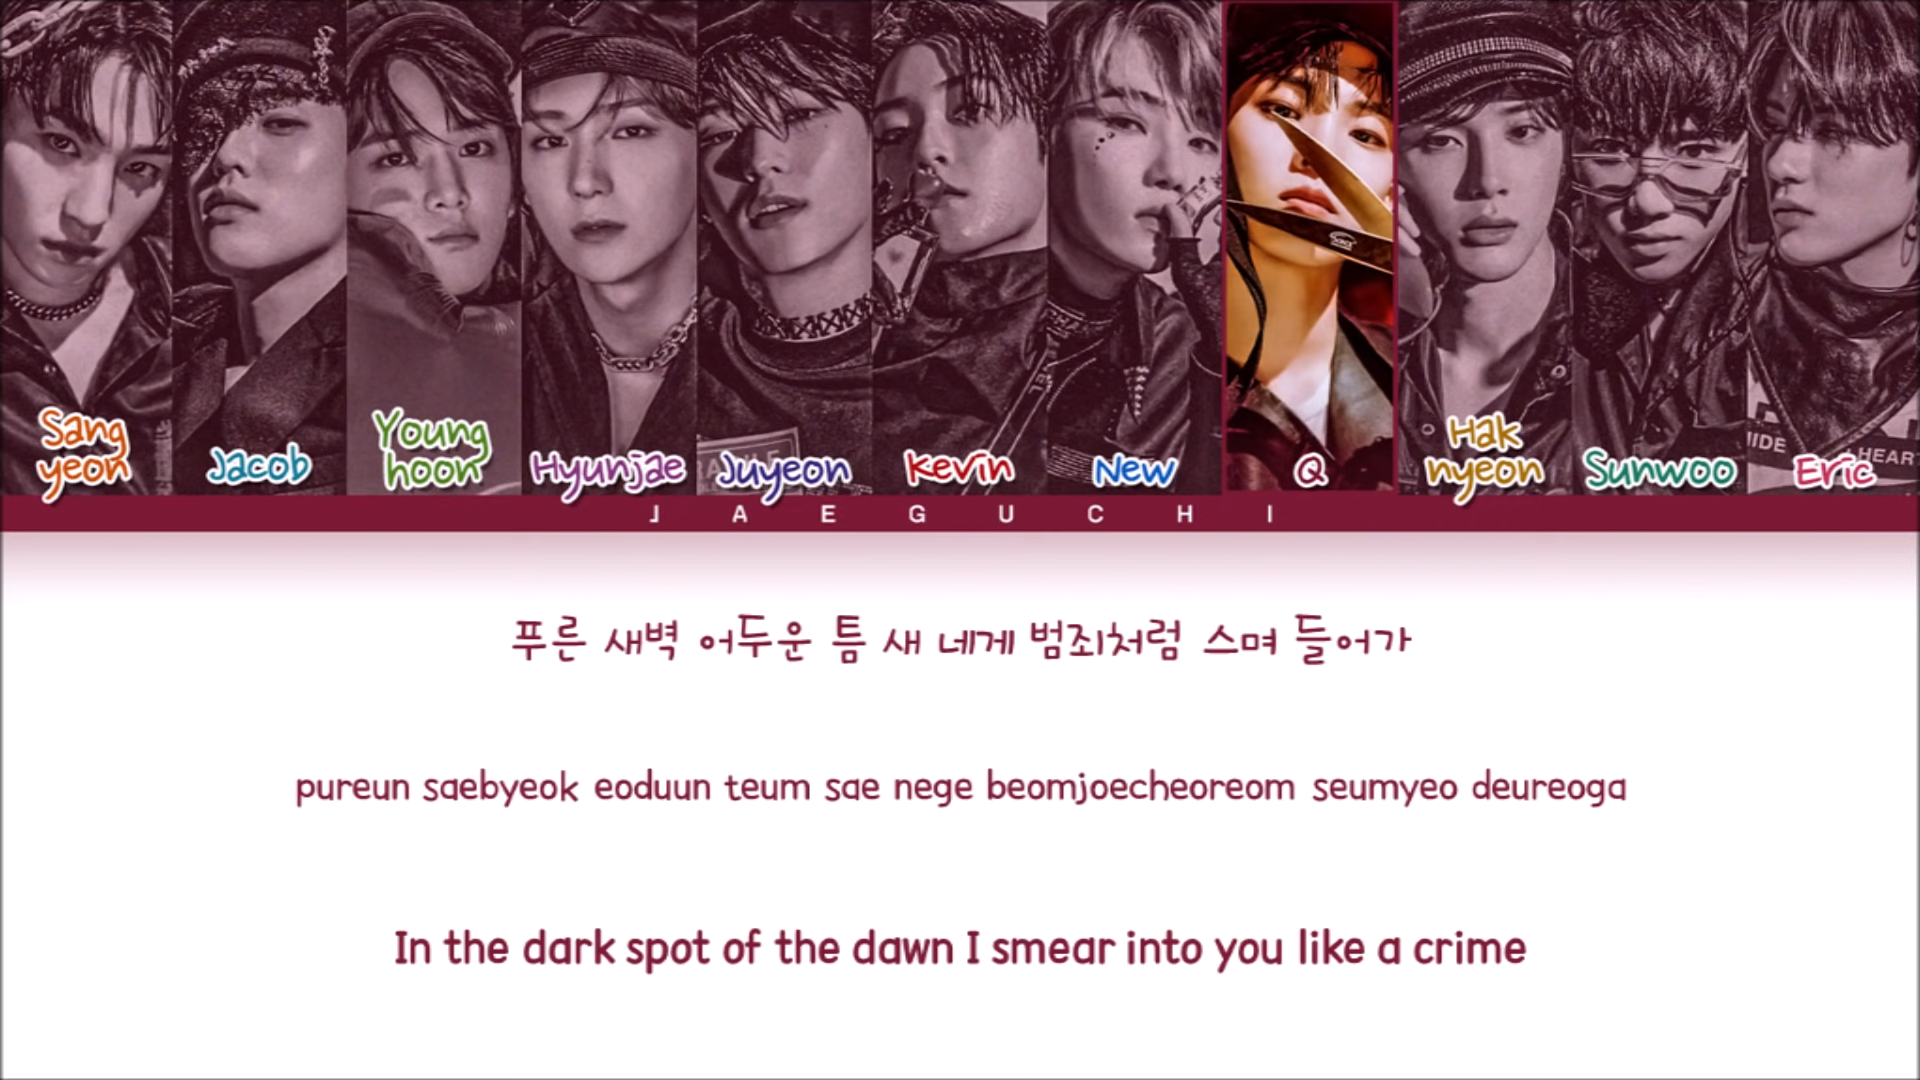 Sang
yeon
Jacob
Young
hoon
Hyunjae
Juyeon
Kevin
New
Q
Hak
nyeon
Sunwoo
Eric
IDE
HEART
JAEGUCHI
푸른 새벽 어두운 틈 새 네게 범죄처럼 스며 들어가
pureun saebyeok eoduun teum sae nege beomjoecheoreom seumyeo deureoga
In the dark spot of the dawn I smear into you like a crime